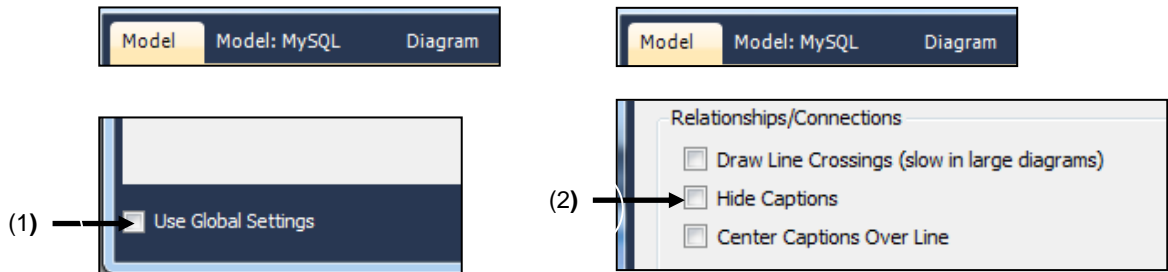 Model Model: MySQL Diagram
Model Model: MySQL Diagram
(1) Use Global Settings
Relationships/Connections
Draw Line Crossings (slow in large diagrams)
(2) Hide Captions
Center Captions Over Line